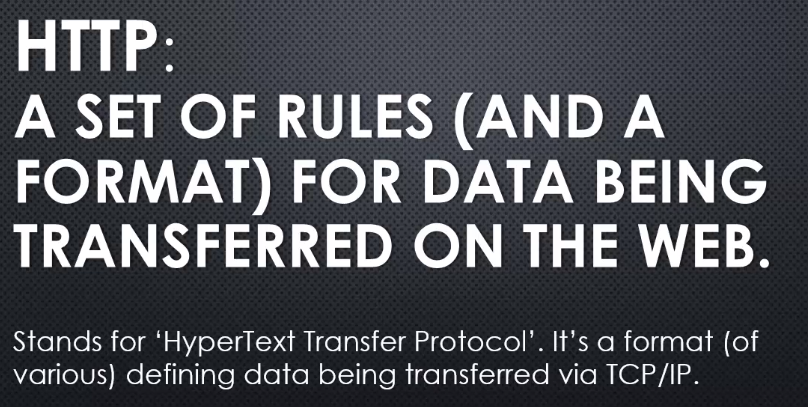 HTTP:
A SET OF RULES (AND A
FORMAT) FOR DATA BEING
TRANSFERRED ON THE WEB.
Stands for ‘HyperText Transfer Protocol’. It’s a format (of
various) defining data being transferred via TCP/IP.